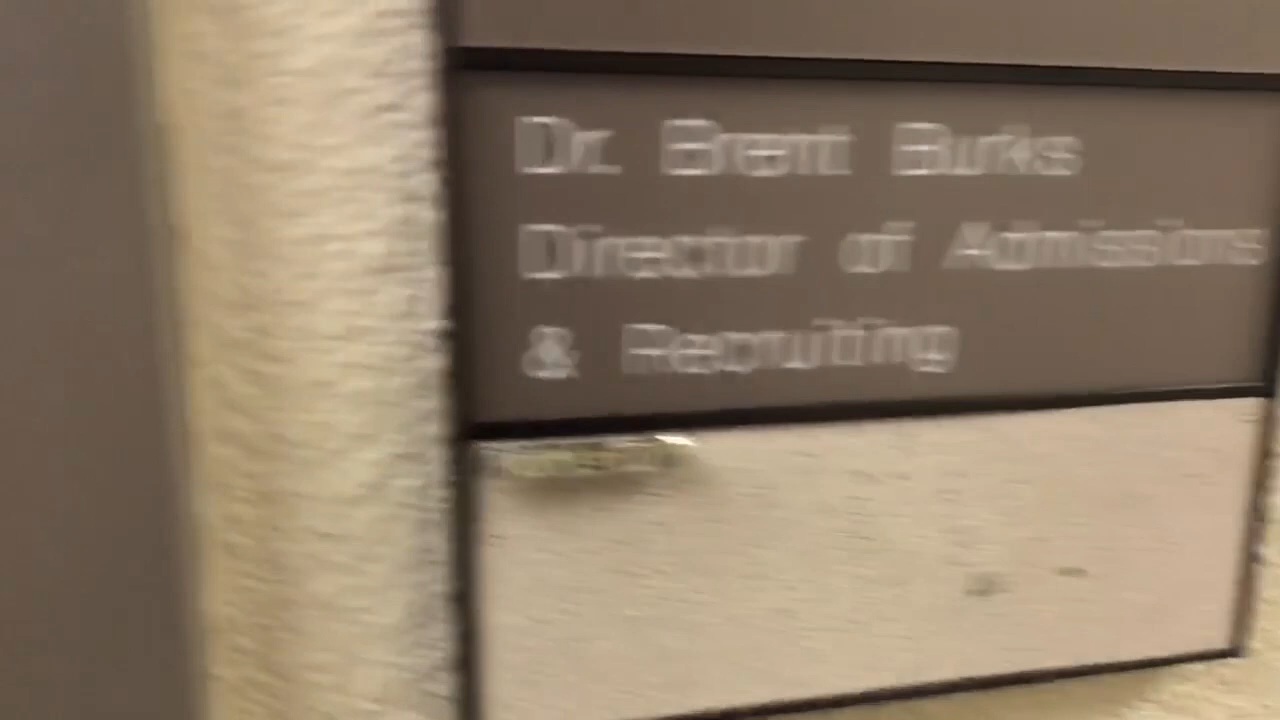 Dr. Brent Burks
Director of Admissions
& Recruiting